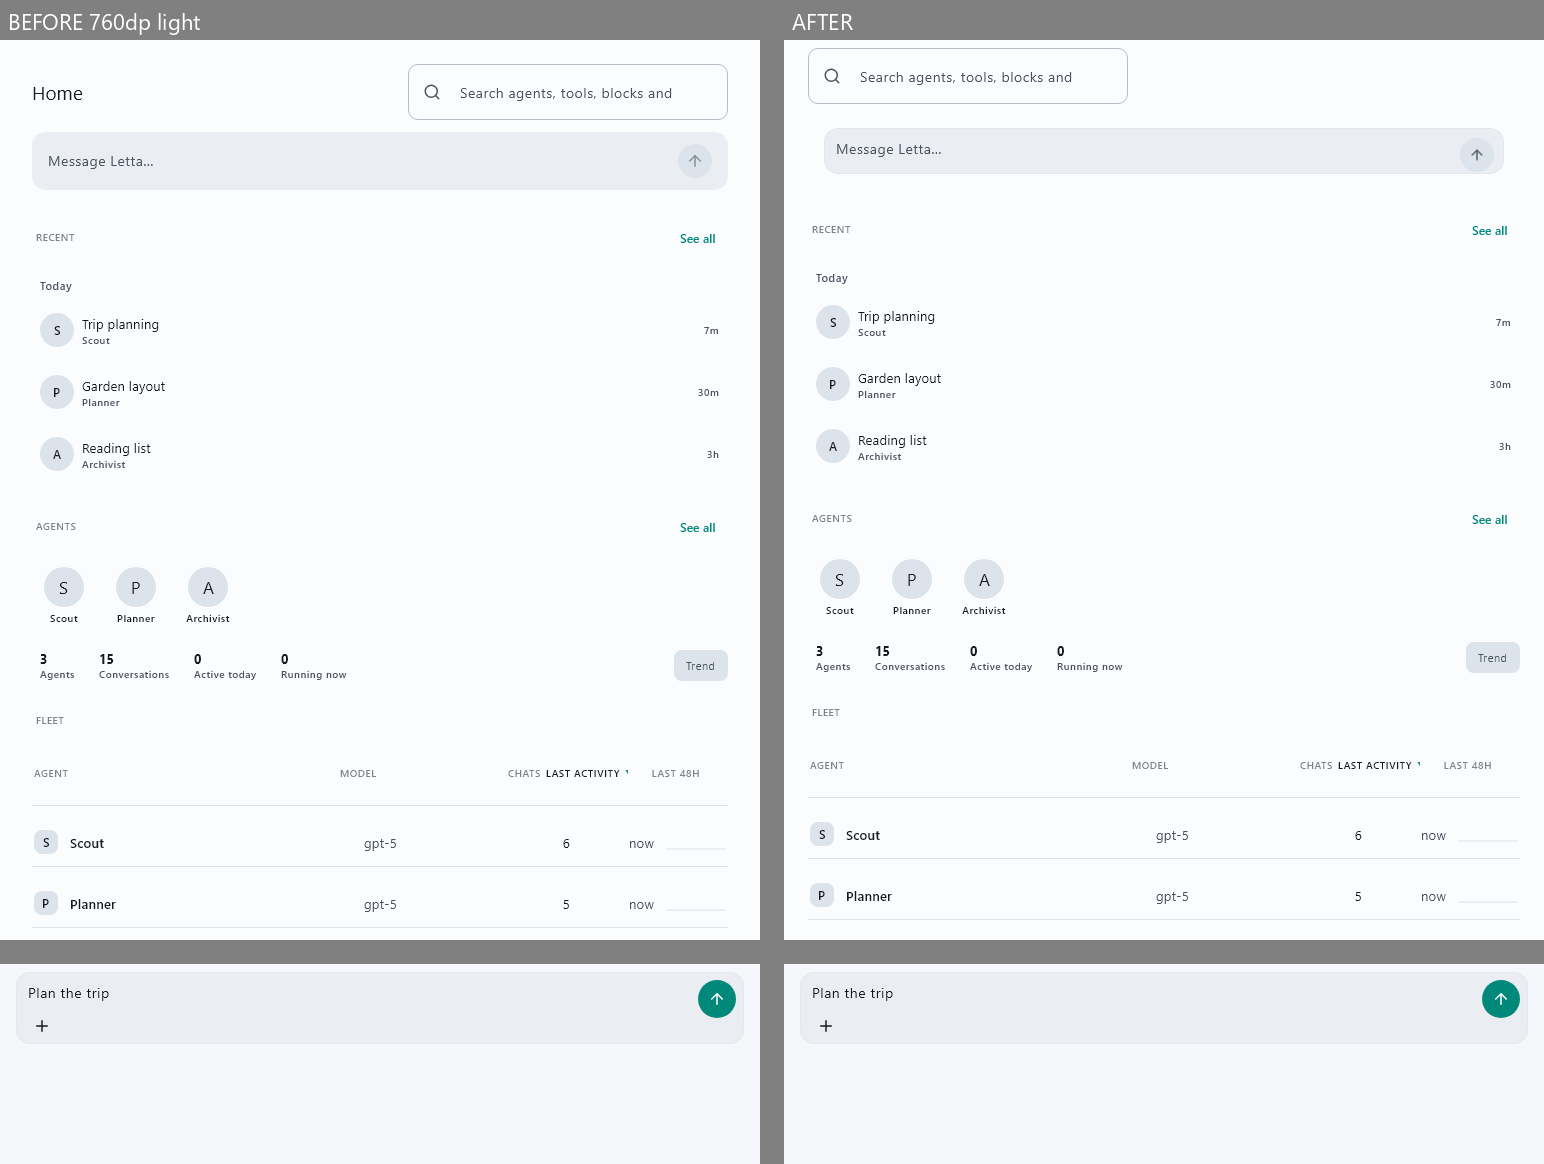 BEFORE 760dp light
Home
Search agents, tools, blocks and
Message Letta...
RECENT
See all
Today
S
Trip planning
Scout
7m
P
Garden layout
Planner
30m
A
Reading list
Archivist
3h
AGENTS
See all
S
P
A
Scout
Planner
Archivist
3
15
0
0
Agents
Conversations
Active today
Running now
Trend
FLEET
AGENT
MODEL
CHATS
LAST ACTIVITY
LAST 48H
S
Scout
gpt-5
6
now
P
Planner
gpt-5
5
now
Plan the trip
AFTER
Search agents, tools, blocks and
Message Letta...
RECENT
See all
Today
S
Trip planning
Scout
7m
P
Garden layout
Planner
30m
A
Reading list
Archivist
3h
AGENTS
See all
S
P
A
Scout
Planner
Archivist
3
15
0
0
Agents
Conversations
Active today
Running now
Trend
FLEET
AGENT
MODEL
CHATS
LAST ACTIVITY
LAST 48H
S
Scout
gpt-5
6
now
P
Planner
gpt-5
5
now
Plan the trip